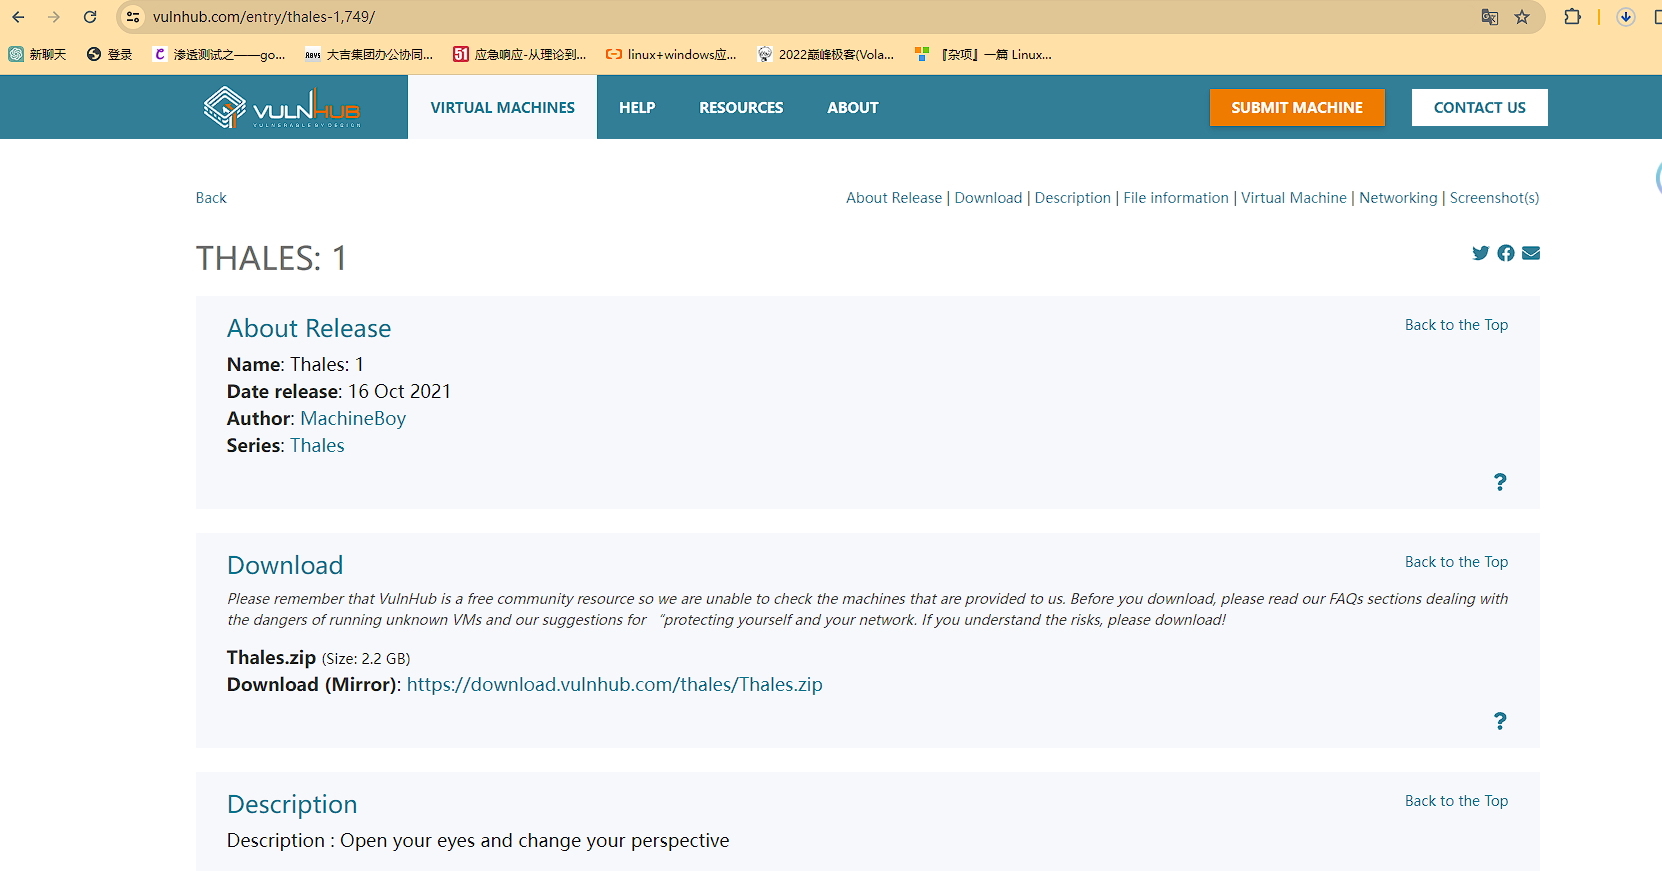 vulnhub.com/entry/thales-1,749/
新聊天 登录 渗透测试之——go... 大吉集团办公协同... 应急响应-从理论到... linux+windows应... 2022巅峰极客(Vola... 『杂项』一篇 Linux...
VULNHUB VIRTUAL MACHINES HELP RESOURCES ABOUT SUBMIT MACHINE CONTACT US
VULNERABLE BY DESIGN
Back About Release | Download | Description | File information | Virtual Machine | Networking | Screenshot(s)
THALES: 1
About Release Back to the Top
Name: Thales: 1
Date release: 16 Oct 2021
Author: MachineBoy
Series: Thales
?
Download Back to the Top
Please remember that VulnHub is a free community resource so we are unable to check the machines that are provided to us. Before you download, please read our FAQs sections dealing with
the dangers of running unknown VMs and our suggestions for “protecting yourself and your network. If you understand the risks, please download!
Thales.zip (Size: 2.2 GB)
Download (Mirror): https://download.vulnhub.com/thales/Thales.zip
?
Description Back to the Top
Description : Open your eyes and change your perspective